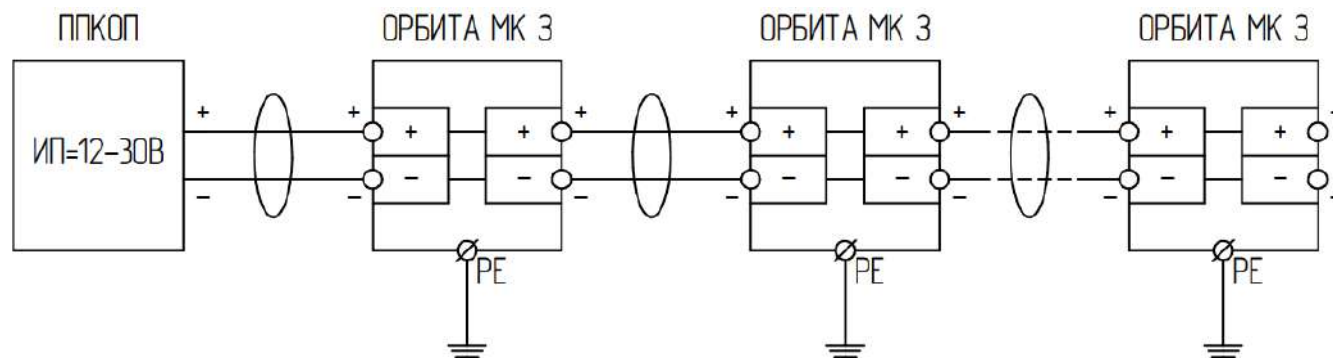 ППКОП
ОРБИТА МК 3
ОРБИТА МК 3
ОРБИТА МК 3
ИП=12-30В
+ + + + + + + + + + +
- - - - - - - - - - -
PE
PE
PE